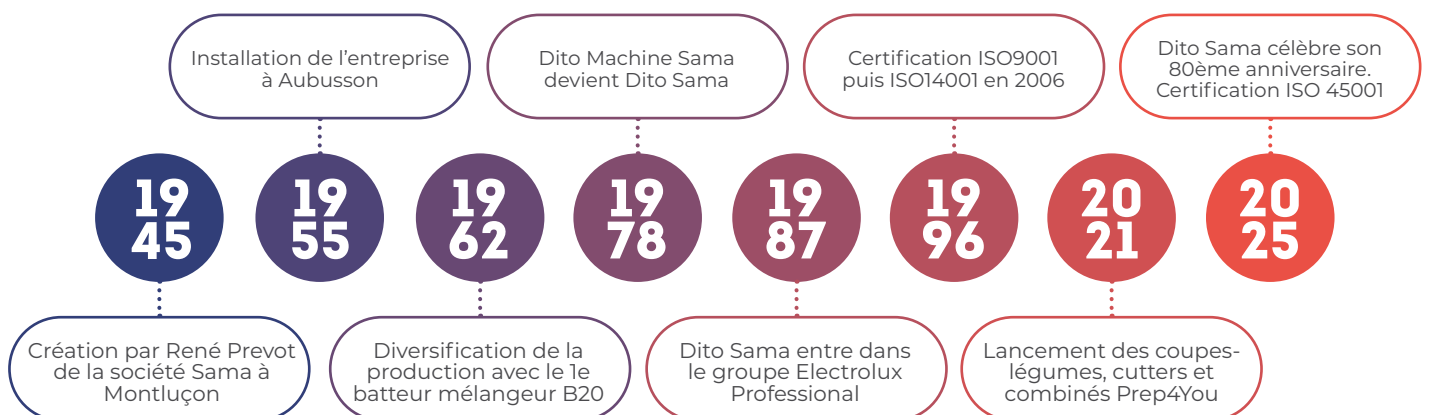 Installation de l’entreprise
à Aubusson
Dito Machine Sama
devient Dito Sama
Certification ISO9001
puis ISO14001 en 2006
Dito Sama célèbre son
80ème anniversaire.
Certification ISO 45001
19
45
19
55
19
62
19
78
19
87
19
96
20
21
20
25
Création par René Prevot
de la société Sama à
Montluçon
Diversification de la
production avec le 1e
batteur mélangeur B20
Dito Sama entre dans
le groupe Electrolux
Professional
Lancement des coupes-
légumes, cutters et
combinés Prep4You